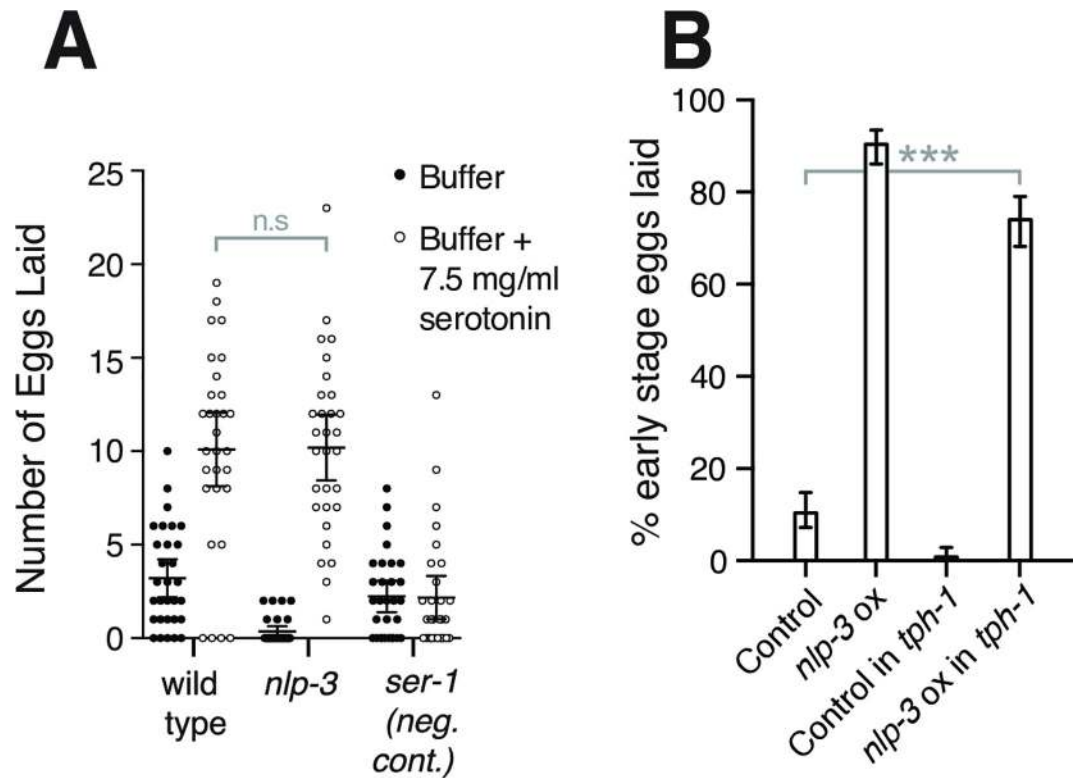 A
Number of Eggs Laid
25
20
15
10
5
0
n.s
Buffer
Buffer +
7.5 mg/ml
serotonin
wild
type
nlp-3
ser-1
(neg.
cont.)
B
% early stage eggs laid
100
80
60
40
20
0
***
Control
nlp-3 ox
Control in tph-1
nlp-3 ox in tph-1